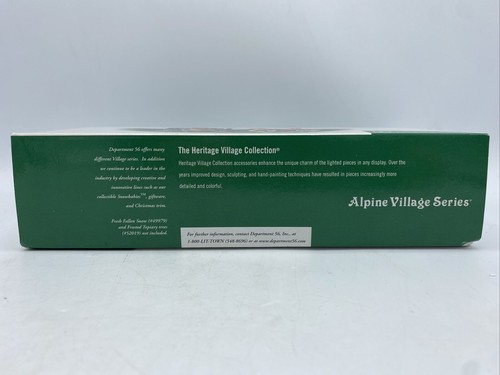 Department 56 offers many
different Village series. In addition
we continue to be a leader in the
industry by developing creative and
innovative lines such as our
collectible Snowbabies™, giftware,
and Christmas trim.
Fresh Fallen Snow (#49979)
and Frosted Topiary trees
(#52019) not included.
The Heritage Village Collection®
Heritage Village Collection accessories enhance the unique charm of the lighted pieces in any display. Over the
years improved design, sculpting, and hand-painting techniques have resulted in pieces increasingly more
detailed and colorful.
Alpine Village Series®
For further information, contact Department 56, Inc., at
1-800-LIT-TOWN (548-8696) or at www.department56.com